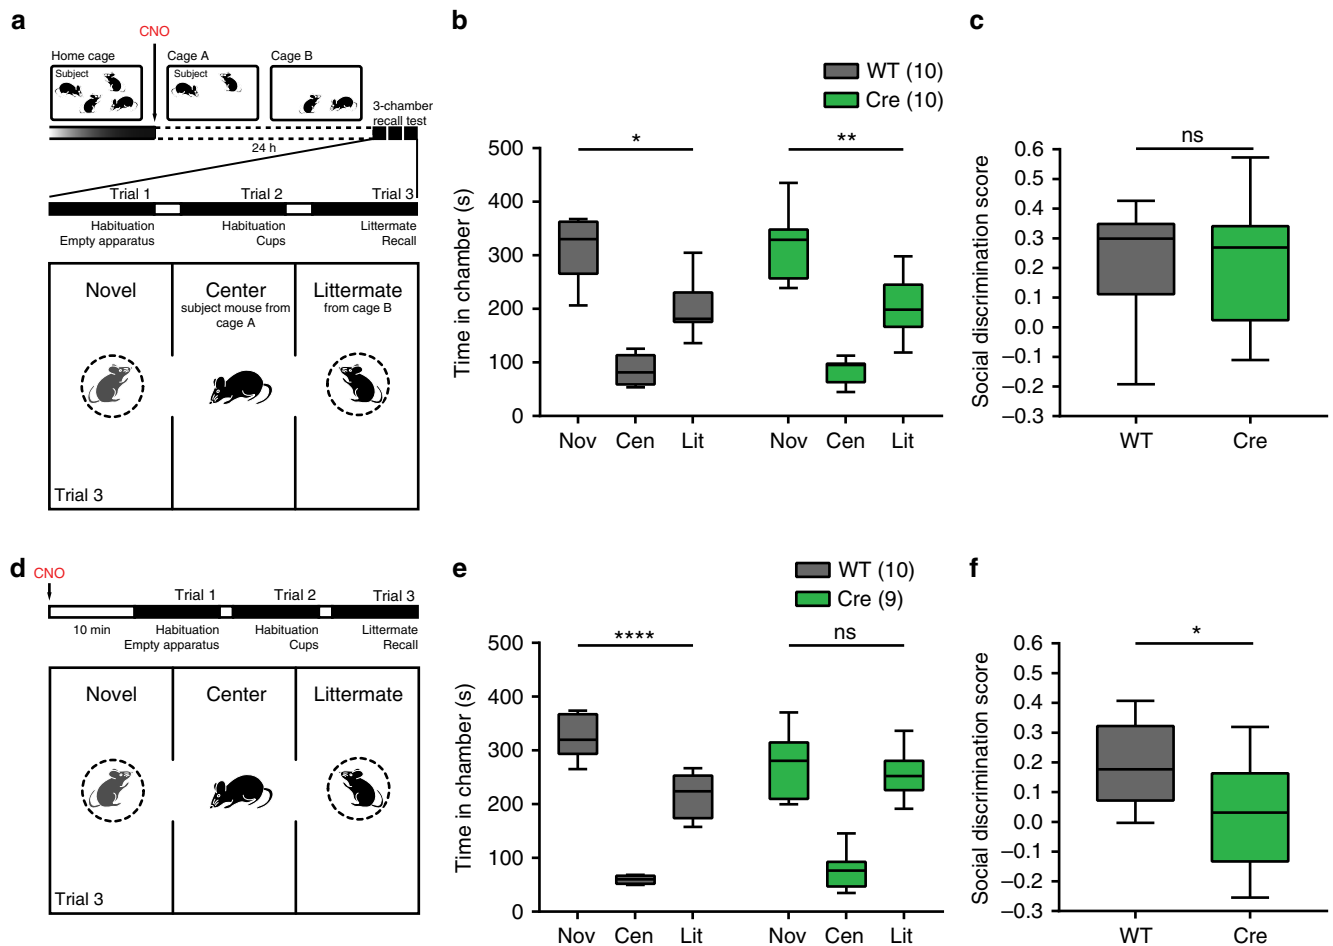 a
CNO
Home cage
Cage A
Cage B
Subject
Subject
3-chamber
recall test
24 h
Trial 1
Trial 2
Trial 3
Habituation
Empty apparatus
Habituation
Cups
Littermate
Recall
Novel
Center
subject mouse from
cage A
Littermate
from cage B
Trial 3
b
WT (10)
Cre (10)
Time in chamber (s)
500
400
300
200
100
0
*
**
Nov
Cen
Lit
Nov
Cen
Lit
c
Social discrimination score
0.6
0.5
0.4
0.3
0.2
0.1
0.0
–0.1
–0.2
–0.3
ns
WT
Cre
d
CNO
10 min
Trial 1
Trial 2
Trial 3
Habituation
Empty apparatus
Habituation
Cups
Littermate
Recall
Novel
Center
Littermate
Trial 3
e
WT (10)
Cre (9)
Time in chamber (s)
500
400
300
200
100
0
****
ns
Nov
Cen
Lit
Nov
Cen
Lit
f
Social discrimination score
0.6
0.5
0.4
0.3
0.2
0.1
0.0
–0.1
–0.2
–0.3
*
WT
Cre